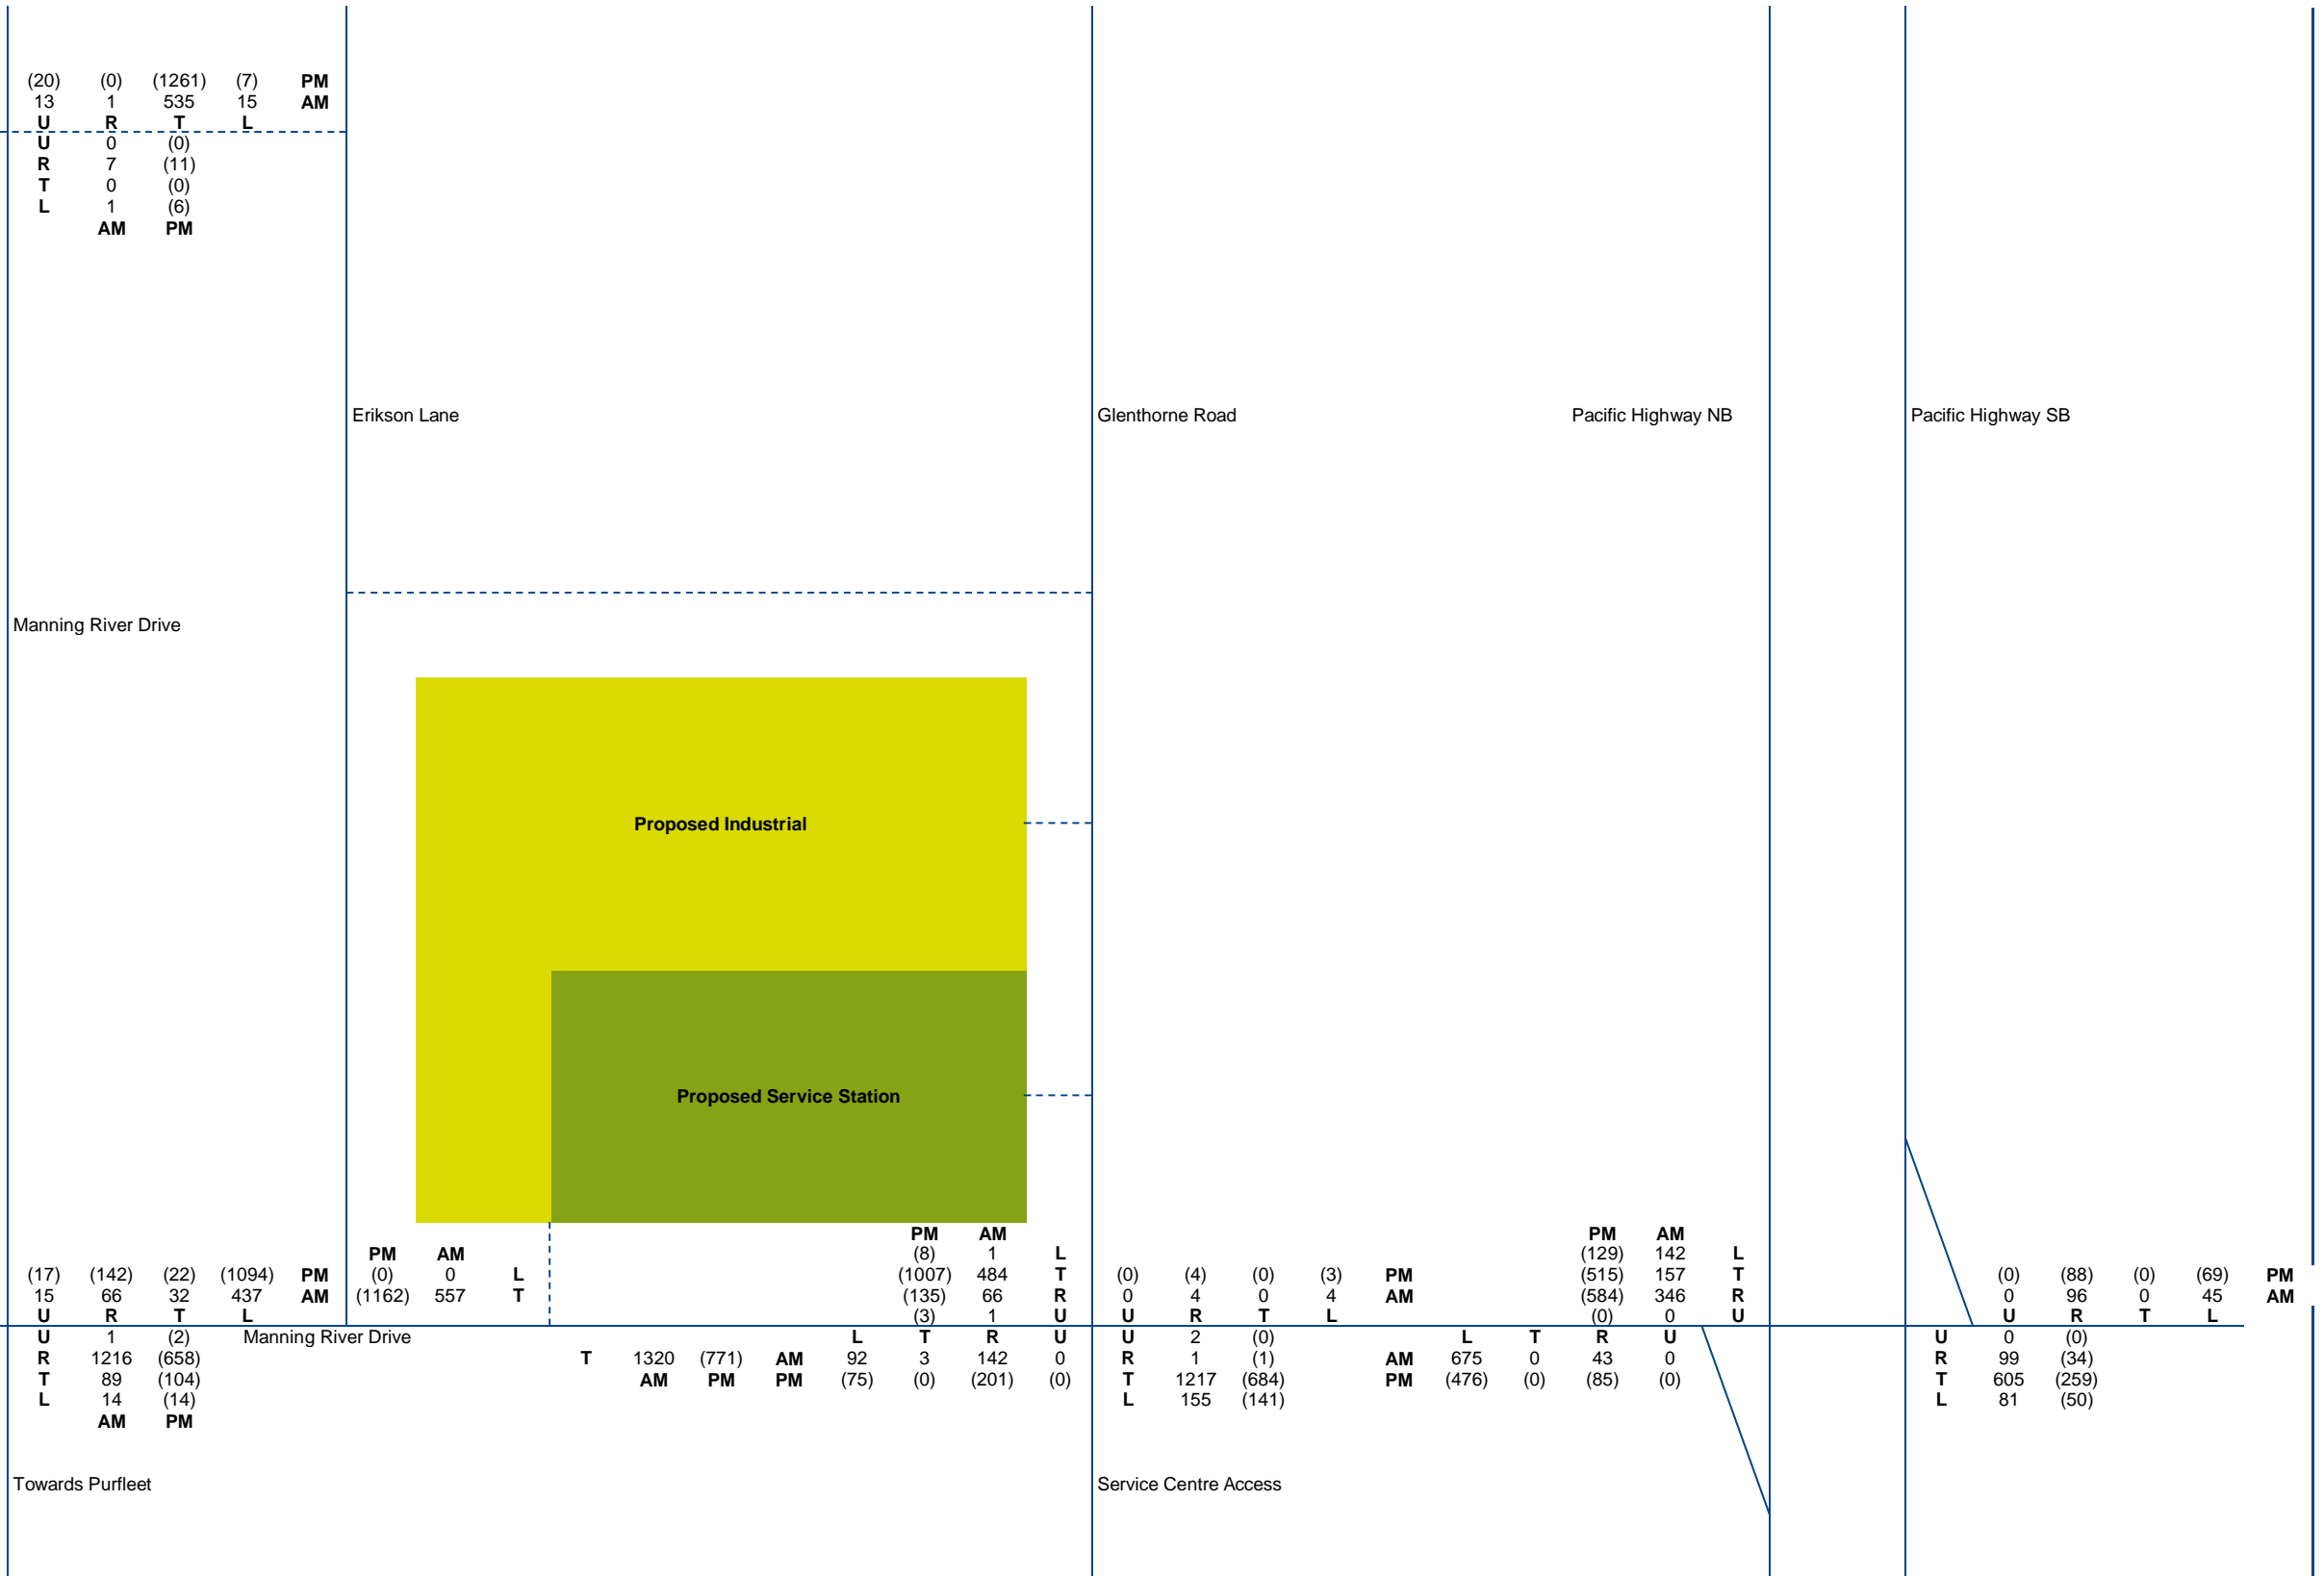 (20) (0) (1261) (7) PM
13 1 535 15 AM
U R T L
U 0 (0)
R 7 (11)
T 0 (0)
L 1 (6)
AM PM
Erikson Lane
Glenthorne Road
Pacific Highway NB
Pacific Highway SB
Manning River Drive
Proposed Industrial
Proposed Service Station
(17) (142) (22) (1094) PM
15 66 32 437 AM
U R T L
U 1 (2)
R 1216 (658)
T 89 (104)
L 14 (14)
AM PM
Manning River Drive
PM AM
(0) 0 L
(1162) 557 T
T 1320 (771)
AM PM
PM AM
(8) 1 L
(1007) 484 T
(135) 66 R
(3) 1 U
L T R U
AM 92 3 142 0
PM (75) (0) (201) (0)
(0) (4) (0) (3) PM
0 4 0 4 AM
U R T L
U 2 (0)
R 1 (1)
T 1217 (684)
L 155 (141)
PM AM
(129) 142 L
(515) 157 T
(584) 346 R
(0) 0 U
L T R U
AM 675 0 43 0
PM (476) (0) (85) (0)
(0) (88) (0) (69) PM
0 96 0 45 AM
U R T L
U 0 (0)
R 99 (34)
T 605 (259)
L 81 (50)
Towards Purfleet
Service Centre Access